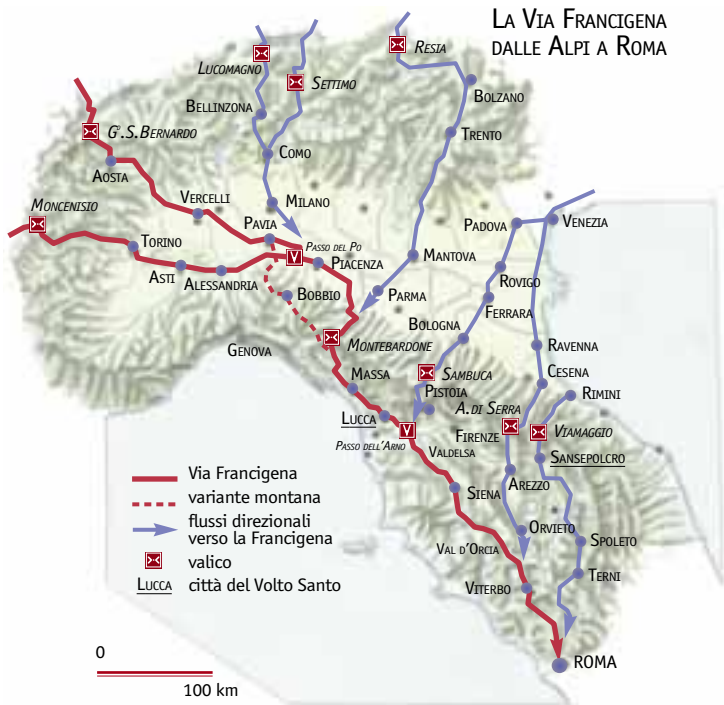 LA VIA FRANCIGENA
DALLE ALPI A ROMA
LUCOMAGNO
SETTIMO
RESIA
BOLZANO
BELLINZONA
TRENTO
Gᵈ.S.BERNARDO
COMO
AOSTA
MONCENISIO
VERCELLI
MILANO
PADOVA
VENEZIA
PAVIA
PASSO DEL PO
V
TORINO
PIACENZA
MANTOVA
ASTI
ALESSANDRIA
ROVIGO
BOBBIO
PARMA
FERRARA
BOLOGNA
GENOVA
MONTEBARDONE
RAVENNA
MASSA
SAMBUCA
CESENA
PISTOIA
RIMINI
LUCCA
A.DI SERRA
V
PASSO DELL'ARNO
FIRENZE
VIAMAGGIO
VALDELSA
SANSEPOLCRO
AREZZO
SIENA
ORVIETO
SPOLETO
VAL D'ORCIA
TERNI
VITERBO
ROMA
Via Francigena
variante montana
flussi direzionali
verso la Francigena
valico
LUCCA città del Volto Santo
0
100 km